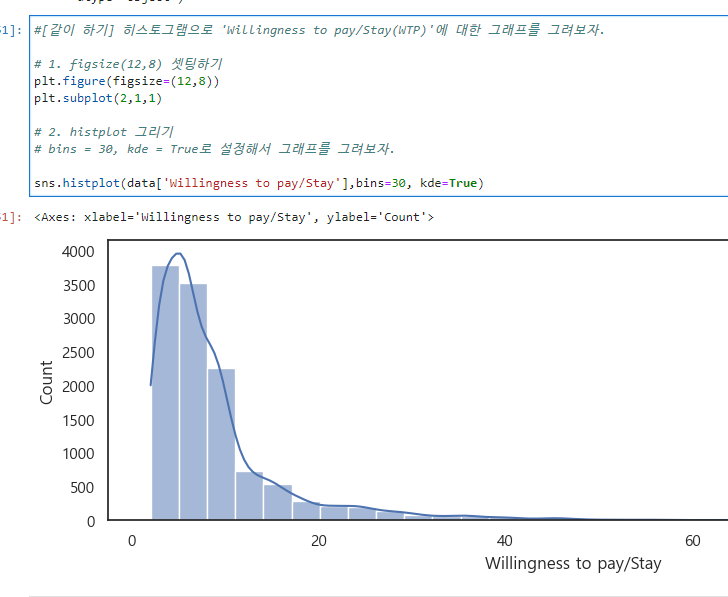 51]: #[같이 하기] 히스토그램으로 'Willingness to pay/Stay(WTP)'에 대한 그래프를 그려보자.
# 1. figsize(12,8) 셋팅하기
plt.figure(figsize=(12,8))
plt.subplot(2,1,1)
# 2. histplot 그리기
# bins = 30, kde = True로 설정해서 그래프를 그려보자.
sns.histplot(data['Willingness to pay/Stay'],bins=30, kde=True)
51]: <Axes: xlabel='Willingness to pay/Stay', ylabel='Count'>
4000
3500
3000
2500
2000
1500
1000
500
0
Count
0 20 40 60
Willingness to pay/Stay